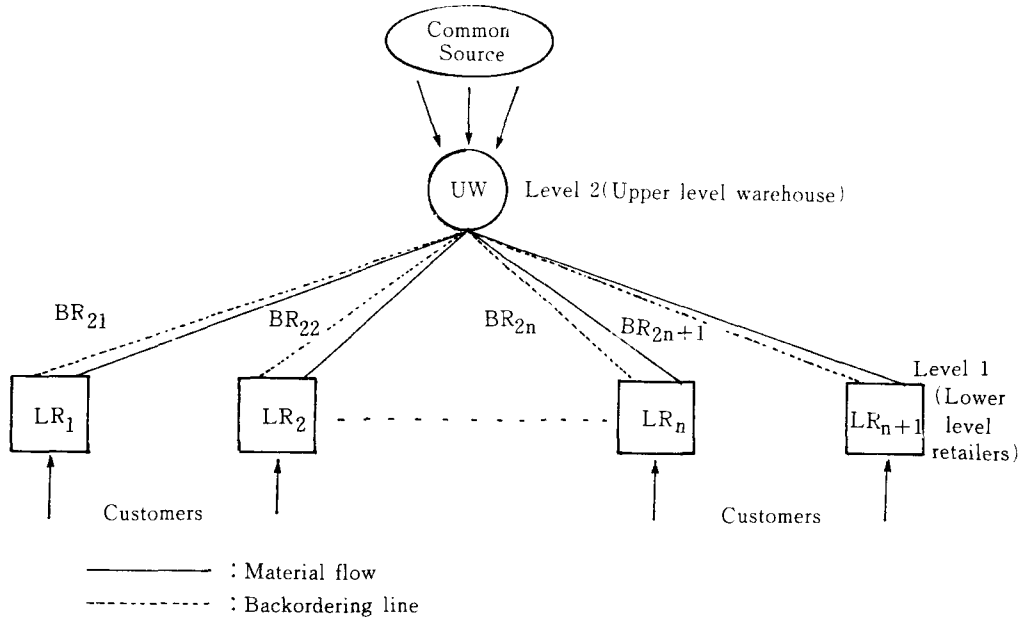 Common
Source
UW
Level 2(Upper level warehouse)
BR21
BR22
BR2n
BR2n+1
LR1
LR2
LRn
LRn+1
Level 1
(Lower
level
retailers)
Customers
Customers
: Material flow
: Backordering line